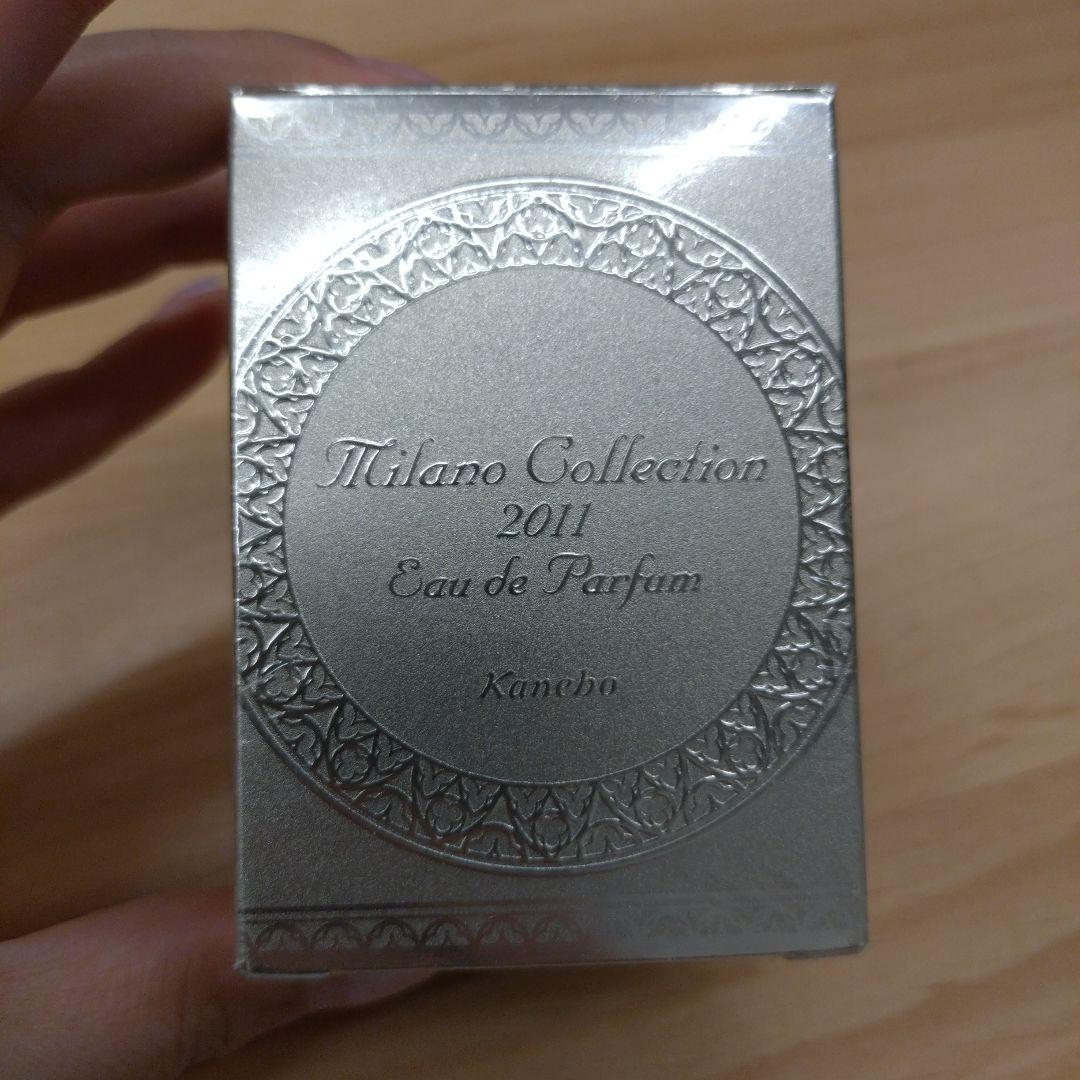 Milano Collection
2011
Eau de Parfum
Kanebo